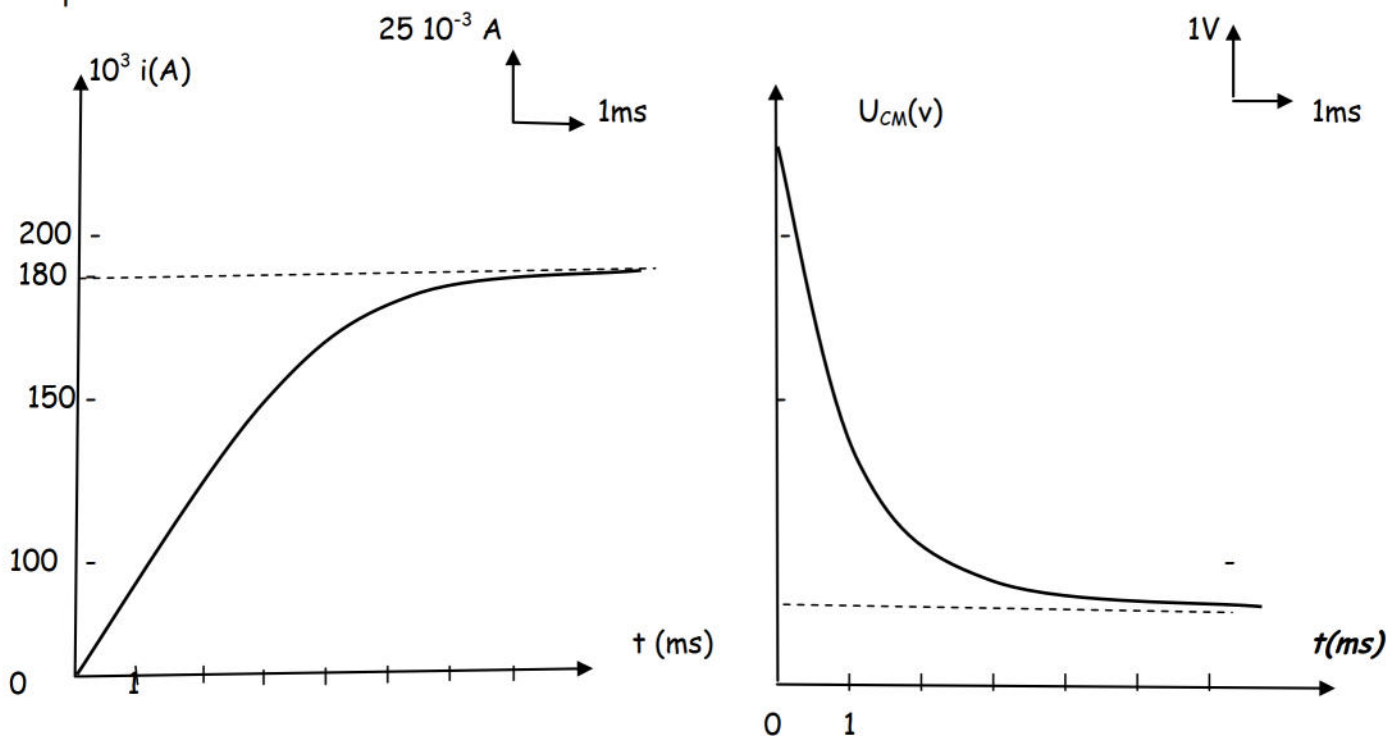 25 10⁻³ A
10³ i(A)
1ms
200
180
150
100
0
1
t (ms)
1V
1ms
U_CM(v)
t(ms)
0 1